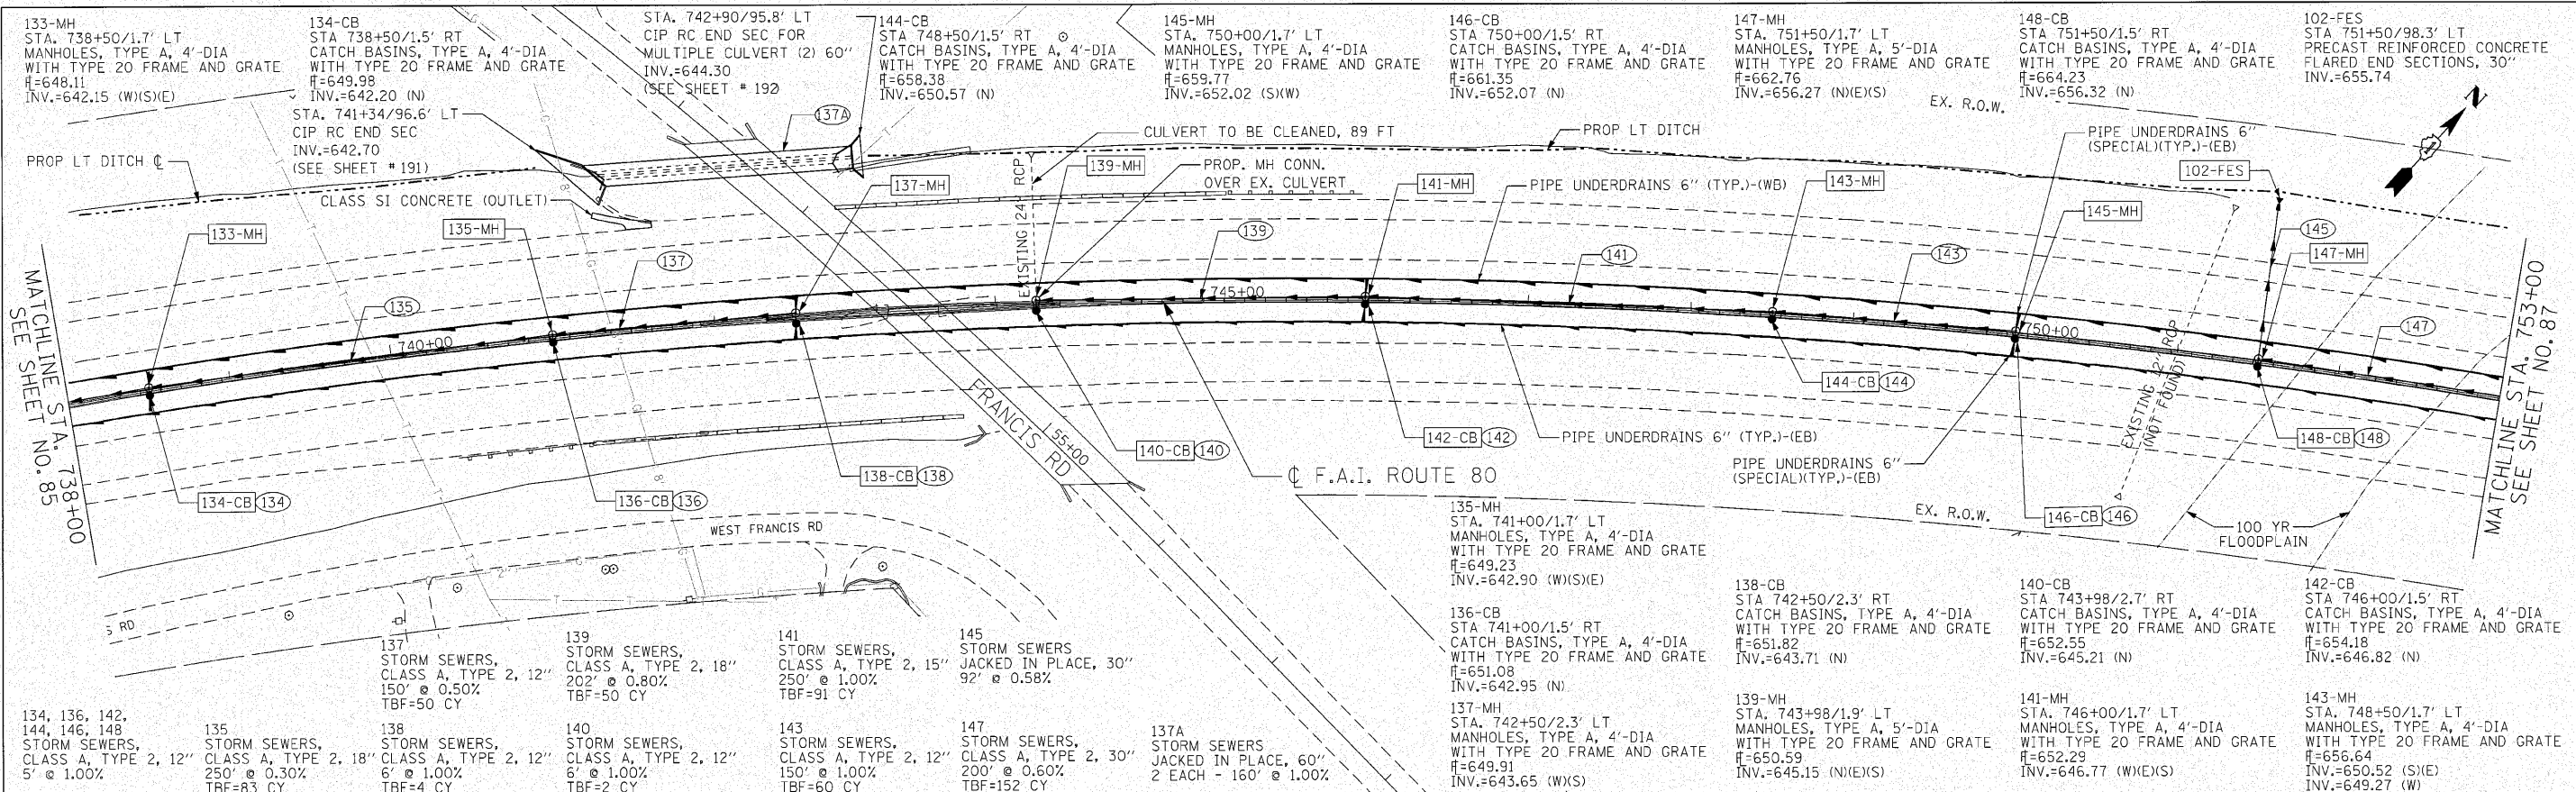 133-MH
STA. 738+50/1.7' LT
MANHOLES, TYPE A, 4'-DIA
WITH TYPE 20 FRAME AND GRATE
FL=648.11
INV.=642.15 (W)(S)(E)
134-CB
STA 738+50/1.5' RT
CATCH BASINS, TYPE A, 4'-DIA
WITH TYPE 20 FRAME AND GRATE
FL=649.98
INV.=642.20 (N)
STA. 741+34/96.6' LT
CIP RC END SEC
INV.=642.70
(SEE SHEET #191)
STA. 742+90/95.8' LT
CIP RC END SEC FOR
MULTIPLE CULVERT (2) 60"
INV.=644.30
(SEE SHEET # 192)
144-CB
STA 748+50/1.5' RT
CATCH BASINS, TYPE A, 4'-DIA
WITH TYPE 20 FRAME AND GRATE
FL=658.38
INV.=650.57 (N)
145-MH
STA. 750+00/1.7' LT
MANHOLES, TYPE A, 4'-DIA
WITH TYPE 20 FRAME AND GRATE
FL=659.77
INV.=652.02 (S)(W)
146-CB
STA 750+00/1.5' RT
CATCH BASINS, TYPE A, 4'-DIA
WITH TYPE 20 FRAME AND GRATE
FL=661.35
INV.=652.07 (N)
147-MH
STA. 751+50/1.7' LT
MANHOLES, TYPE A, 5'-DIA
WITH TYPE 20 FRAME AND GRATE
FL=662.76
INV.=656.27 (N)(E)(S)
148-CB
STA 751+50/1.5' RT
CATCH BASINS, TYPE A, 4'-DIA
WITH TYPE 20 FRAME AND GRATE
FL=664.23
INV.=656.32 (N)
102-FES
STA 751+50/98.3' LT
PRECAST REINFORCED CONCRETE
FLARED END SECTIONS, 30"
INV.=655.74
EX. R.O.W.
N
PROP LT DITCH CL
137A
CULVERT TO BE CLEANED, 89 FT
PROP LT DITCH
PIPE UNDERDRAINS 6"
(SPECIAL)(TYP.)-(EB)
102-FES
CLASS SI CONCRETE (OUTLET)
137-MH
EXISTING 24" RCP
139-MH
PROP. MH CONN.
OVER EX. CULVERT
141-MH
PIPE UNDERDRAINS 6" (TYP.)-(WB)
143-MH
145-MH
133-MH
135-MH
137
139
141
143
145
147-MH
MATCHLINE STA. 738+00
SEE SHEET NO. 85
135
740+00
745+00
750+00
147
MATCHLINE STA. 753+00
SEE SHEET NO. 87
EXISTING 12" RCP
(NOT FOUND)
FRANCIS RD
155+00
134-CB 134
136-CB 136
138-CB 138
140-CB 140
142-CB 142
144-CB 144
146-CB 146
148-CB 148
PIPE UNDERDRAINS 6" (TYP.)-(EB)
PIPE UNDERDRAINS 6"
(SPECIAL)(TYP.)-(EB)
CL F.A.I. ROUTE 80
EX. R.O.W.
100 YR
FLOODPLAIN
WEST FRANCIS RD
S RD
135-MH
STA. 741+00/1.7' LT
MANHOLES, TYPE A, 4'-DIA
WITH TYPE 20 FRAME AND GRATE
FL=649.23
INV.=642.90 (W)(S)(E)
136-CB
STA 741+00/1.5' RT
CATCH BASINS, TYPE A, 4'-DIA
WITH TYPE 20 FRAME AND GRATE
FL=651.08
INV.=642.95 (N)
137-MH
STA. 742+50/2.3' LT
MANHOLES, TYPE A, 4'-DIA
WITH TYPE 20 FRAME AND GRATE
FL=649.91
INV.=643.65 (W)(S)
138-CB
STA 742+50/2.3' RT
CATCH BASINS, TYPE A, 4'-DIA
WITH TYPE 20 FRAME AND GRATE
FL=651.82
INV.=643.71 (N)
139-MH
STA. 743+98/1.9' LT
MANHOLES, TYPE A, 5'-DIA
WITH TYPE 20 FRAME AND GRATE
FL=650.59
INV.=645.15 (N)(E)(S)
140-CB
STA 743+98/2.7' RT
CATCH BASINS, TYPE A, 4'-DIA
WITH TYPE 20 FRAME AND GRATE
FL=652.55
INV.=645.21 (N)
141-MH
STA. 746+00/1.7' LT
MANHOLES, TYPE A, 4'-DIA
WITH TYPE 20 FRAME AND GRATE
FL=652.29
INV.=646.77 (W)(E)(S)
142-CB
STA 746+00/1.5' RT
CATCH BASINS, TYPE A, 4'-DIA
WITH TYPE 20 FRAME AND GRATE
FL=654.18
INV.=646.82 (N)
143-MH
STA. 748+50/1.7' LT
MANHOLES, TYPE A, 4'-DIA
WITH TYPE 20 FRAME AND GRATE
FL=656.64
INV.=650.52 (S)(E)
INV.=649.27 (W)
134, 136, 142,
144, 146, 148
STORM SEWERS,
CLASS A, TYPE 2, 12"
5' @ 1.00%
135
STORM SEWERS,
CLASS A, TYPE 2, 18"
250' @ 0.30%
TBF=83 CY
137
STORM SEWERS,
CLASS A, TYPE 2, 12"
150' @ 0.50%
TBF=50 CY
138
STORM SEWERS,
CLASS A, TYPE 2, 12"
6' @ 1.00%
TBF=4 CY
139
STORM SEWERS,
CLASS A, TYPE 2, 18"
202' @ 0.80%
TBF=50 CY
140
STORM SEWERS,
CLASS A, TYPE 2, 12"
6' @ 1.00%
TBF=2 CY
141
STORM SEWERS,
CLASS A, TYPE 2, 15"
250' @ 1.00%
TBF=91 CY
143
STORM SEWERS,
CLASS A, TYPE 2, 12"
150' @ 1.00%
TBF=60 CY
145
STORM SEWERS
JACKED IN PLACE, 30"
92' @ 0.58%
147
STORM SEWERS,
CLASS A, TYPE 2, 30"
200' @ 0.60%
TBF=152 CY
137A
STORM SEWERS
JACKED IN PLACE, 60"
2 EACH - 160' @ 1.00%